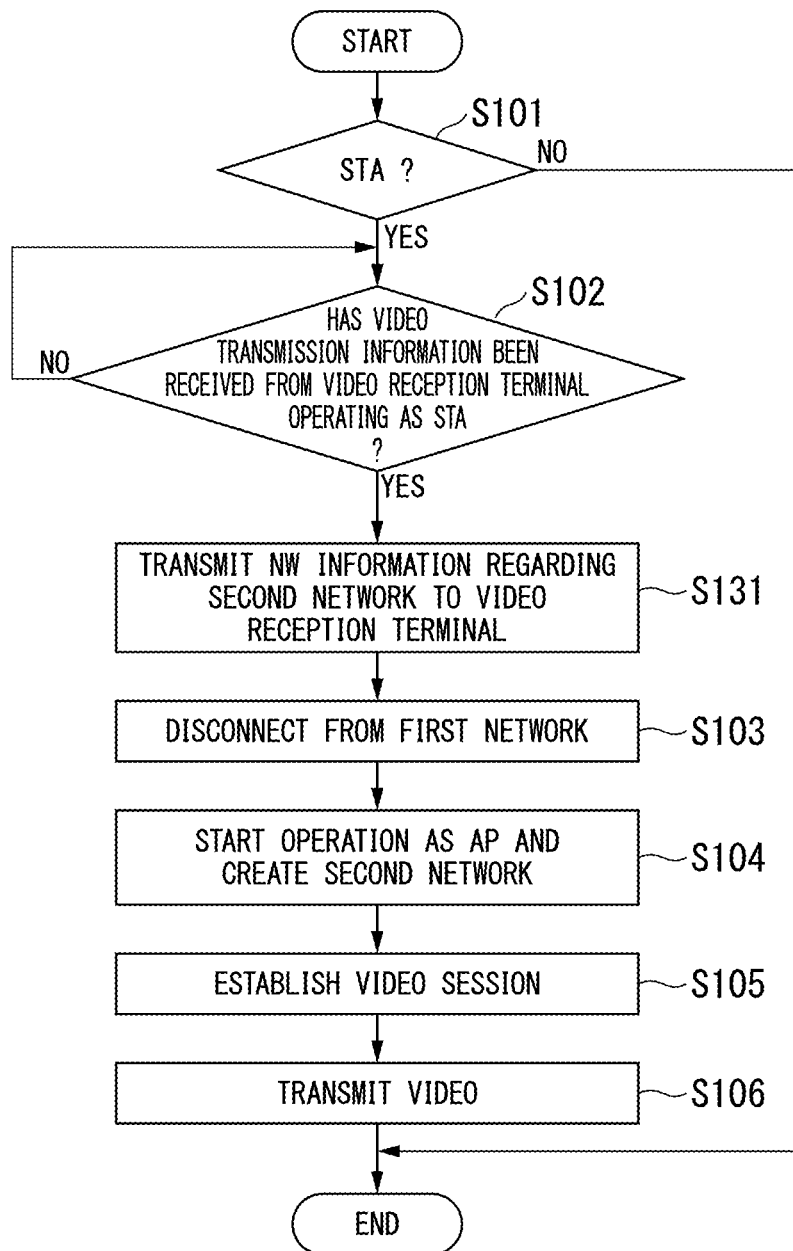 START
S101
STA ?
NO
YES
S102
HAS VIDEO
TRANSMISSION INFORMATION BEEN
RECEIVED FROM VIDEO RECEPTION TERMINAL
OPERATING AS STA
?
NO
YES
TRANSMIT NW INFORMATION REGARDING
SECOND NETWORK TO VIDEO
RECEPTION TERMINAL
S131
DISCONNECT FROM FIRST NETWORK
S103
START OPERATION AS AP AND
CREATE SECOND NETWORK
S104
ESTABLISH VIDEO SESSION
S105
TRANSMIT VIDEO
S106
END